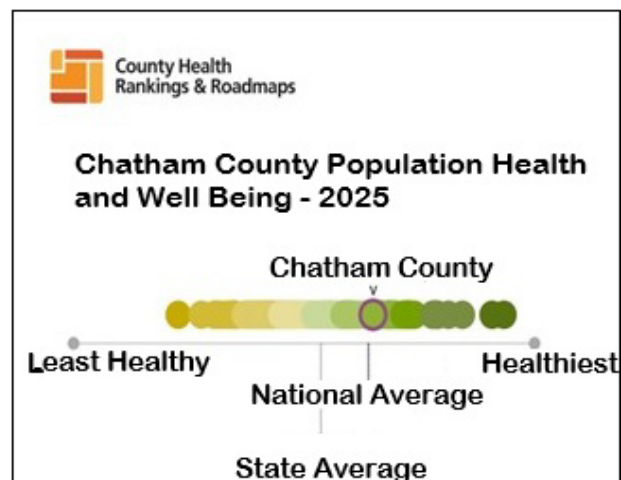 County Health
Rankings & Roadmaps
Chatham County Population Health
and Well Being - 2025
Chatham County
v
Least Healthy
Healthiest
National Average
State Average